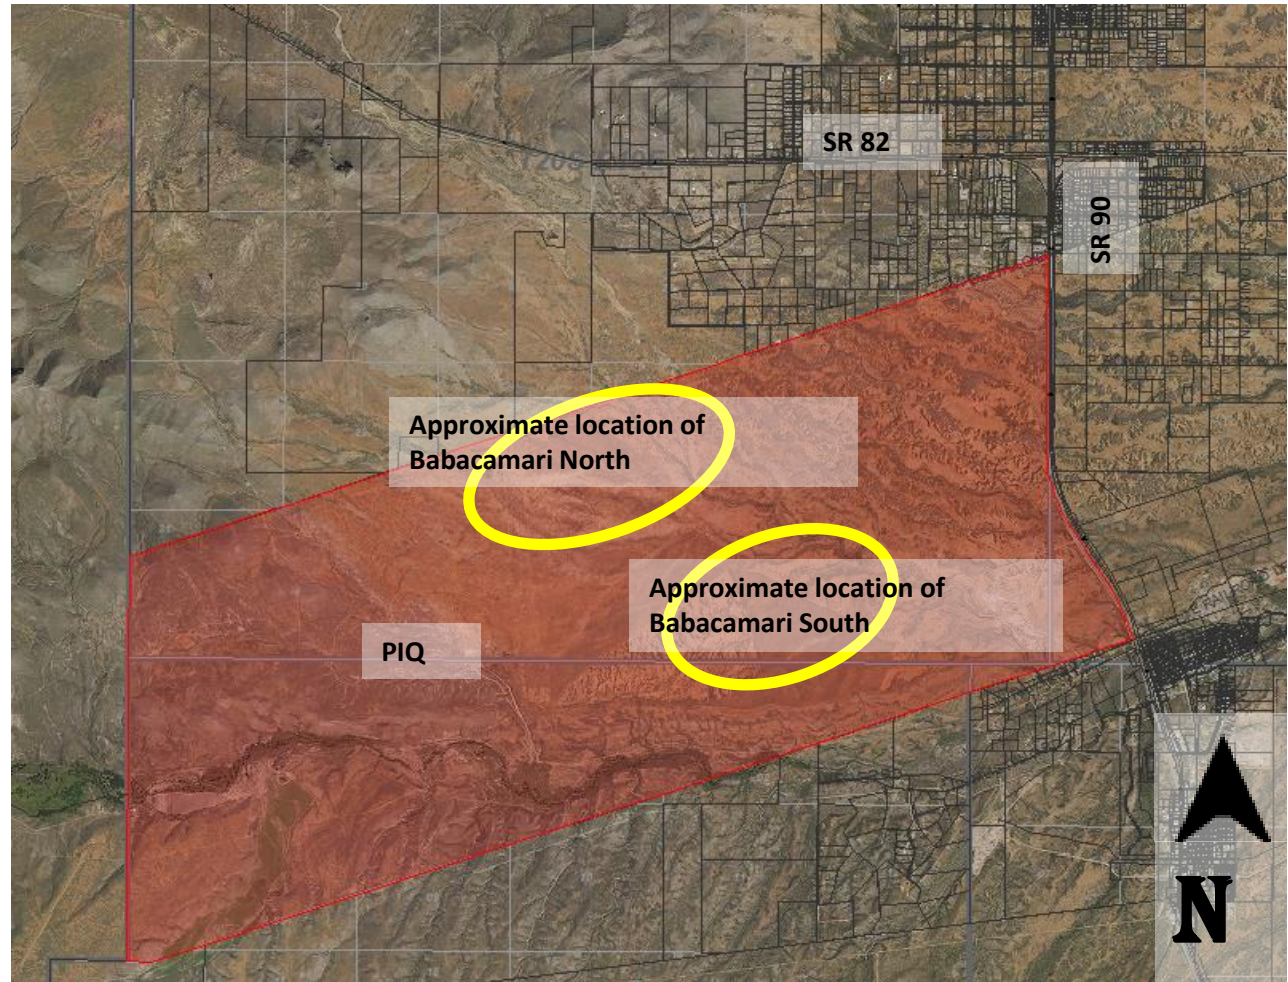 SR 82
SR 90
Approximate location of
Babacamari North
Approximate location of
Babacamari South
PIQ
N